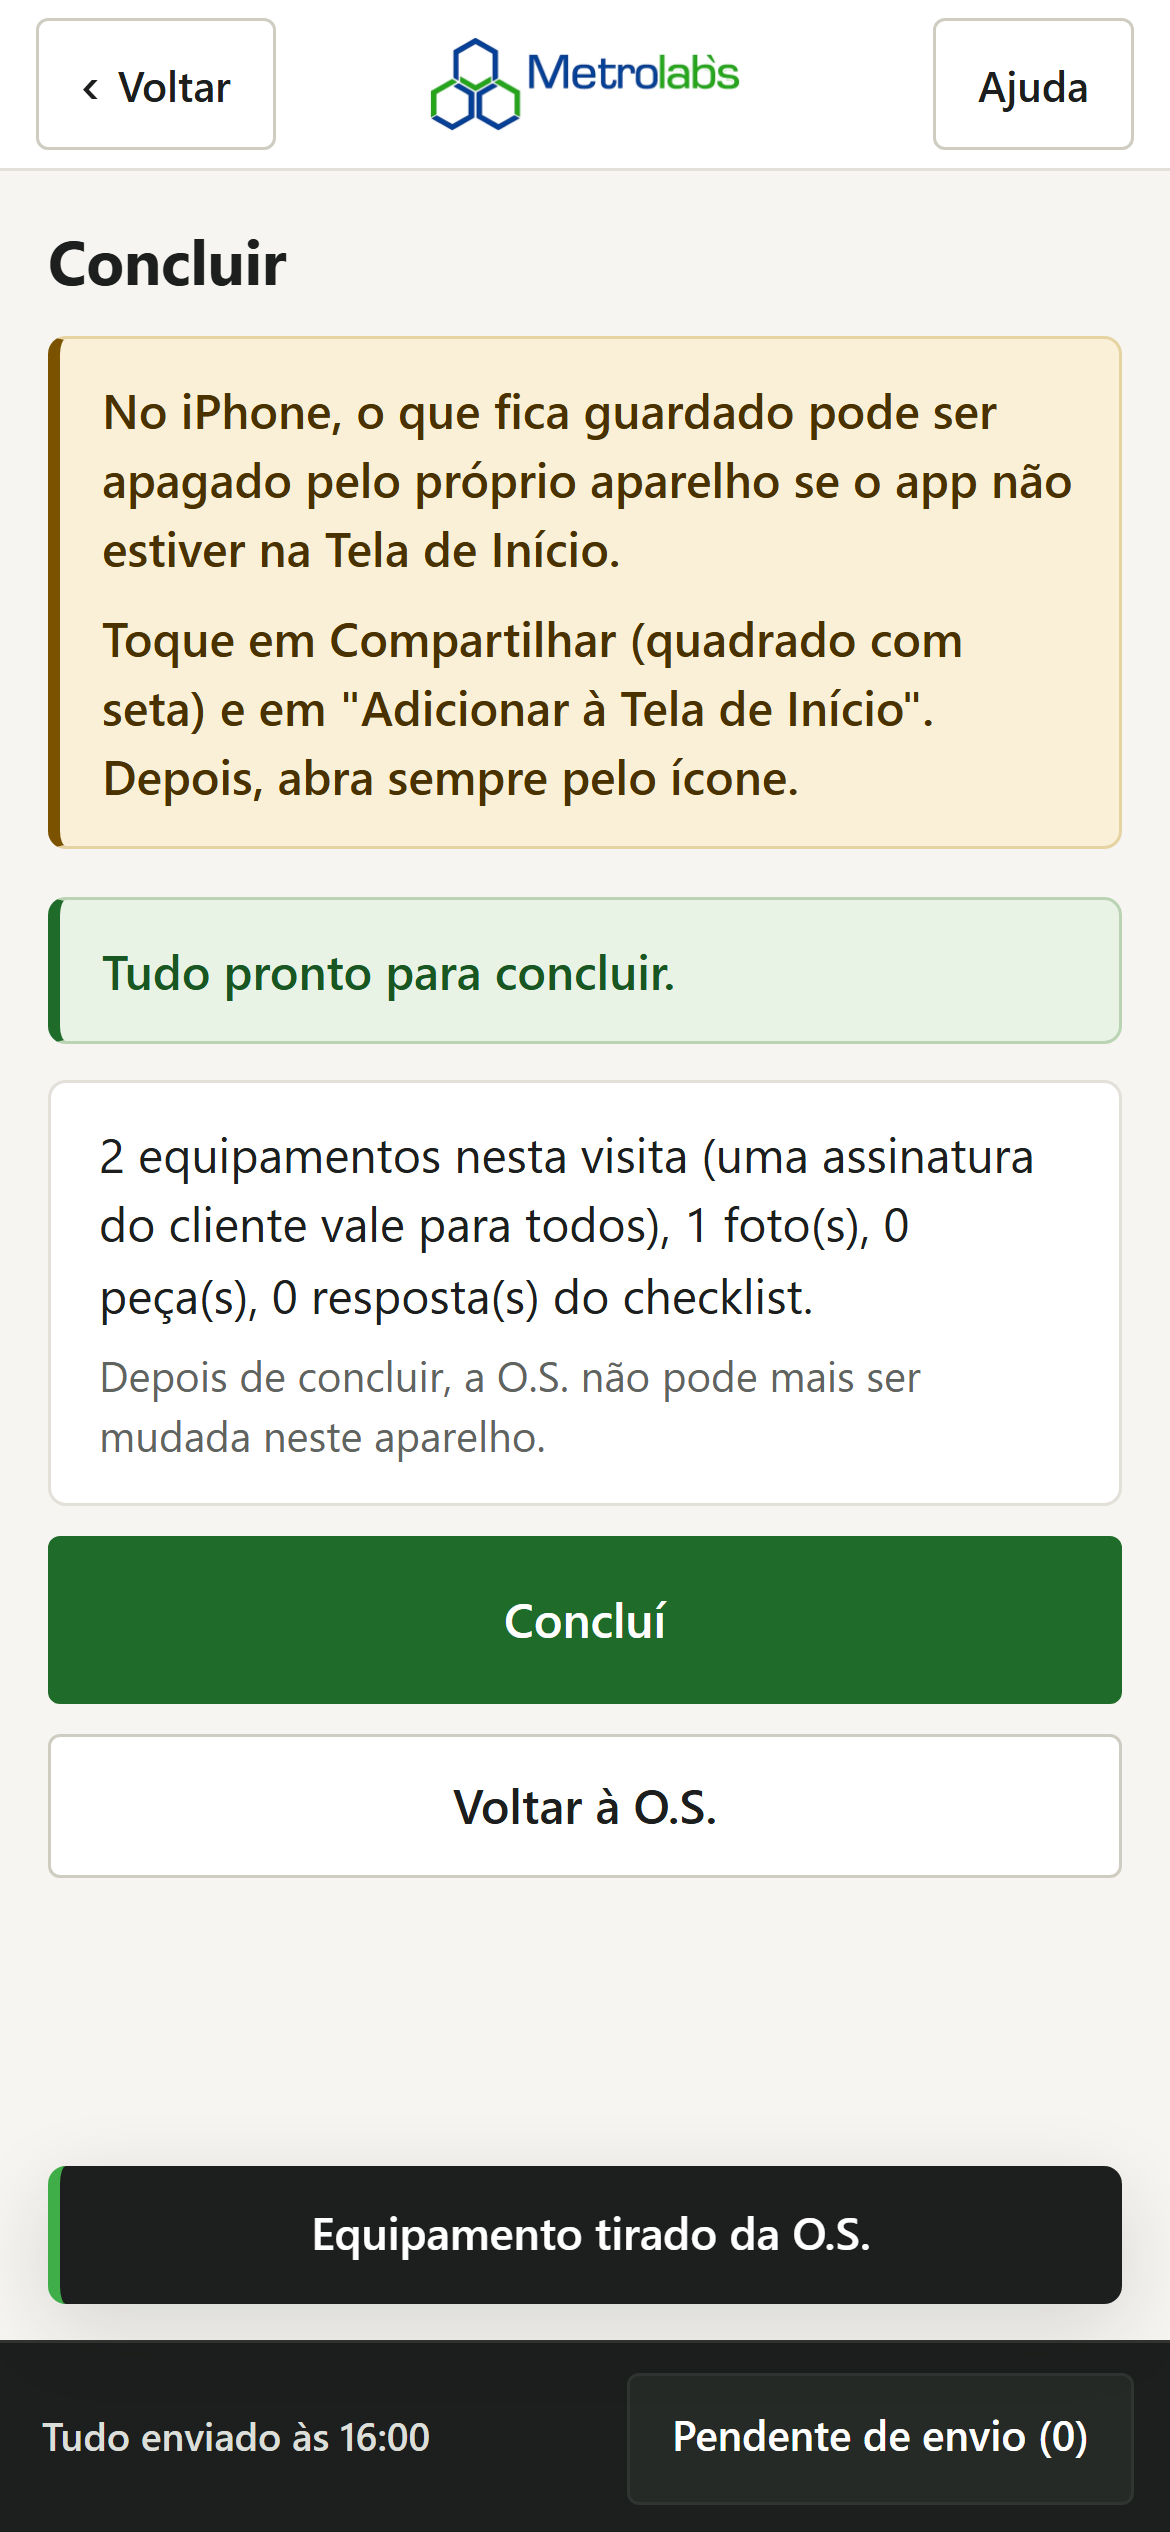 ‹ Voltar
Metrolabs
Ajuda
Concluir
No iPhone, o que fica guardado pode ser
apagado pelo próprio aparelho se o app não
estiver na Tela de Início.
Toque em Compartilhar (quadrado com
seta) e em "Adicionar à Tela de Início".
Depois, abra sempre pelo ícone.
Tudo pronto para concluir.
2 equipamentos nesta visita (uma assinatura
do cliente vale para todos), 1 foto(s), 0
peça(s), 0 resposta(s) do checklist.
Depois de concluir, a O.S. não pode mais ser
mudada neste aparelho.
Concluí
Voltar à O.S.
Equipamento tirado da O.S.
Tudo enviado às 16:00
Pendente de envio (0)